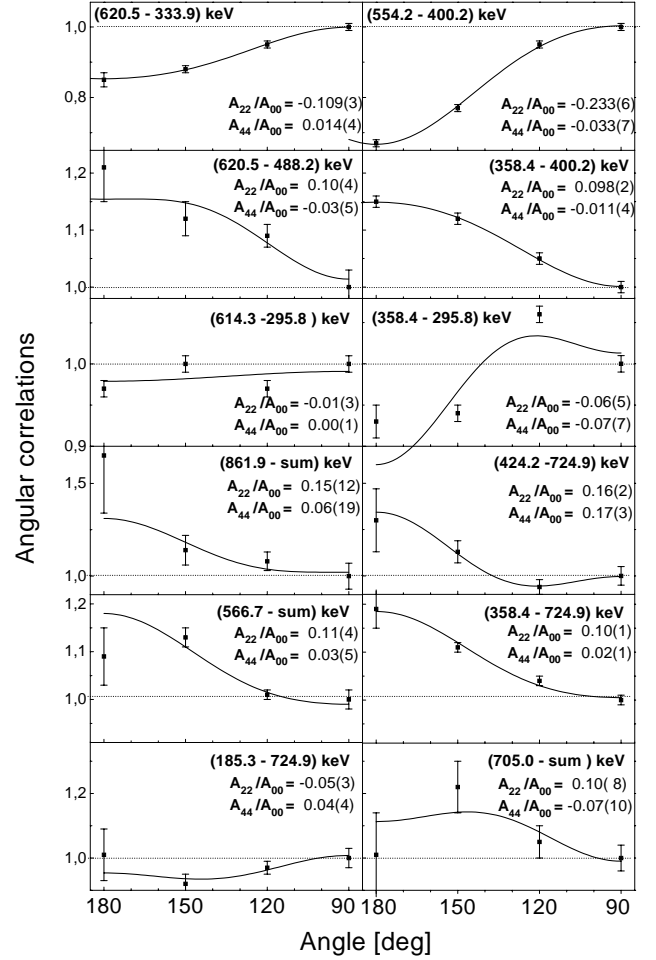 Angular correlations
1,0
0,8
(620.5 - 333.9) keV
A22/A00 = -0.109(3)
A44/A00 = 0.014(4)
(554.2 - 400.2) keV
A22/A00 = -0.233(6)
A44/A00 = -0.033(7)
1,2
1,1
1,0
(620.5 - 488.2) keV
A22/A00 = 0.10(4)
A44/A00 = -0.03(5)
(358.4 - 400.2) keV
A22/A00 = 0.098(2)
A44/A00 = -0.011(4)
1,0
0,9
(614.3 -295.8 ) keV
A22/A00 = -0.01(3)
A44/A00 = 0.00(1)
(358.4 - 295.8) keV
A22/A00 = -0.06(5)
A44/A00 = -0.07(7)
1,5
1,0
(861.9 - sum) keV
A22/A00 = 0.15(12)
A44/A00 = 0.06(19)
(424.2 -724.9) keV
A22/A00 = 0.16(2)
A44/A00 = 0.17(3)
1,2
1,1
1,0
(566.7 - sum) keV
A22/A00 = 0.11(4)
A44/A00 = 0.03(5)
(358.4 - 724.9) keV
A22/A00 = 0.10(1)
A44/A00 = 0.02(1)
1,2
1,0
(185.3 - 724.9) keV
A22/A00 = -0.05(3)
A44/A00 = 0.04(4)
(705.0 - sum ) keV
A22/A00 = 0.10( 8)
A44/A00 = -0.07(10)
180 150 120 90 180 150 120 90
Angle [deg]